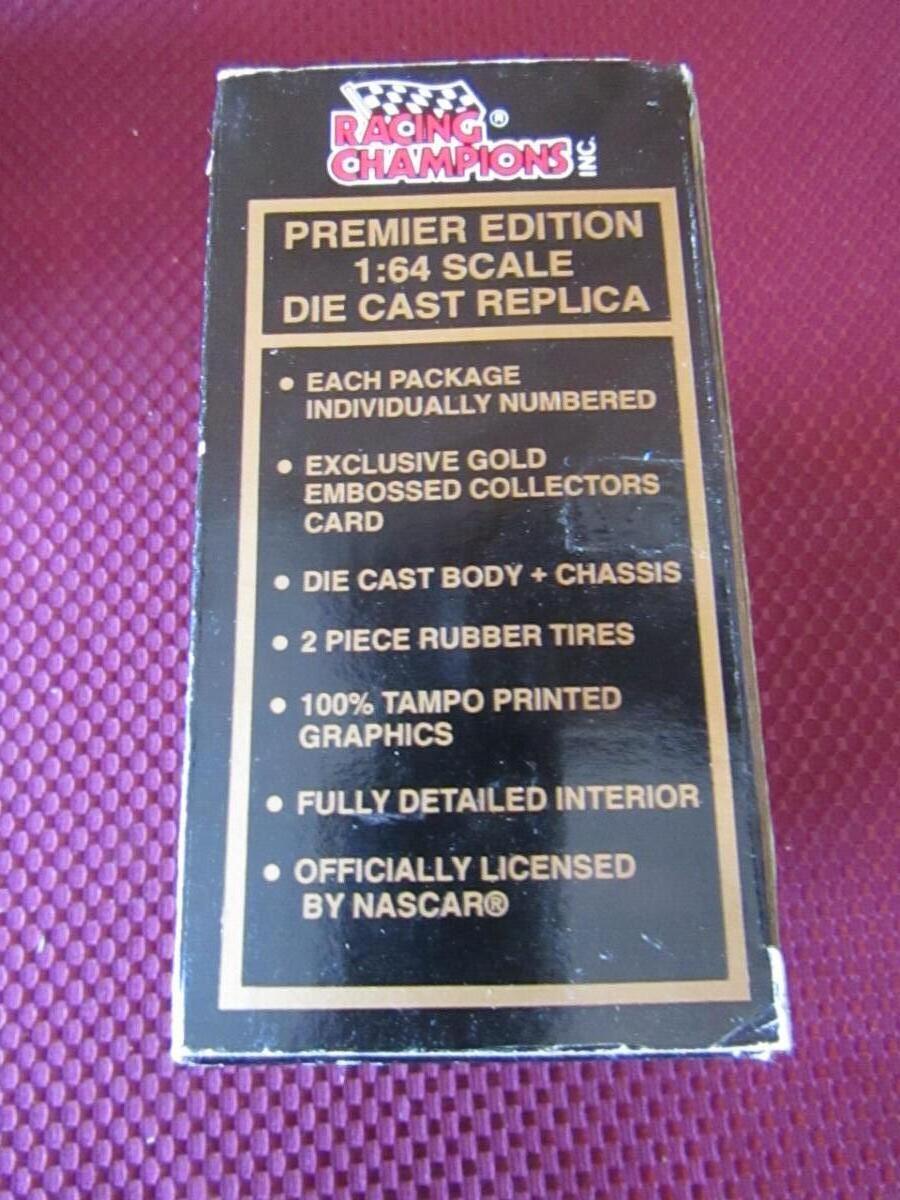 RACING ®
CHAMPIONS INC.
PREMIER EDITION
1:64 SCALE
DIE CAST REPLICA
• EACH PACKAGE
INDIVIDUALLY NUMBERED
• EXCLUSIVE GOLD
EMBOSSED COLLECTORS
CARD
• DIE CAST BODY + CHASSIS
• 2 PIECE RUBBER TIRES
• 100% TAMPO PRINTED
GRAPHICS
• FULLY DETAILED INTERIOR
• OFFICIALLY LICENSED
BY NASCAR®